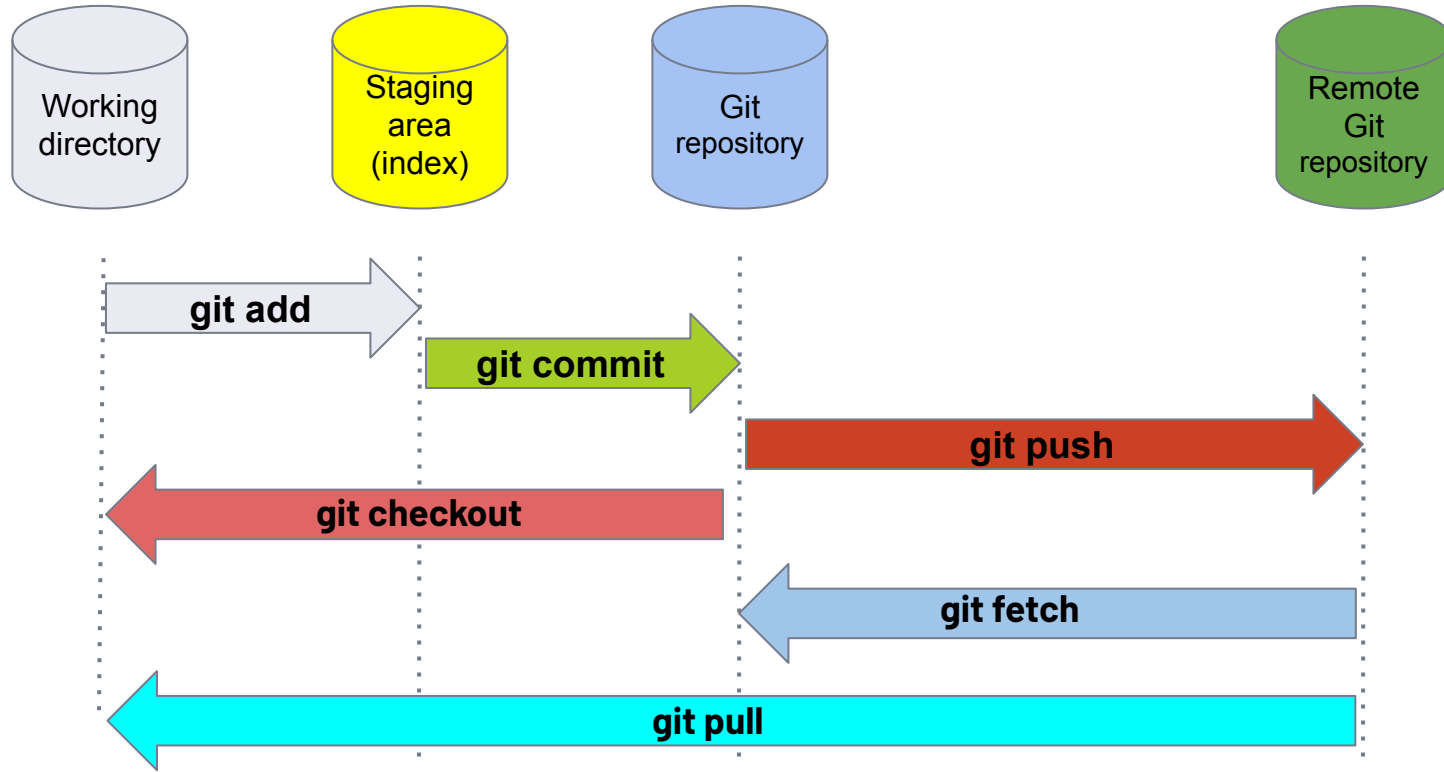 Working
directory
Staging
area
(index)
Git
repository
Remote
Git
repository
git add
git commit
git push
git checkout
git fetch
git pull